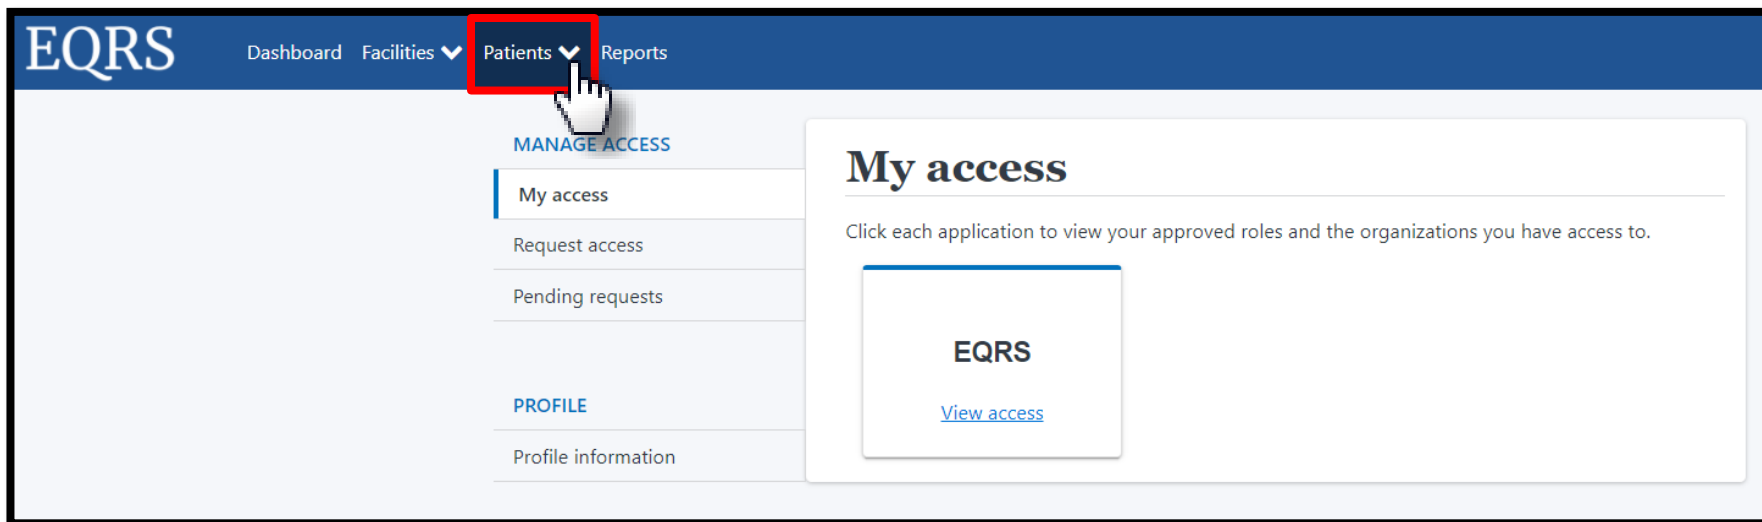 EQRS Dashboard Facilities Patients Reports
MANAGE ACCESS
My access
Request access
Pending requests
PROFILE
Profile information
My access
Click each application to view your approved roles and the organizations you have access to.
EQRS
View access